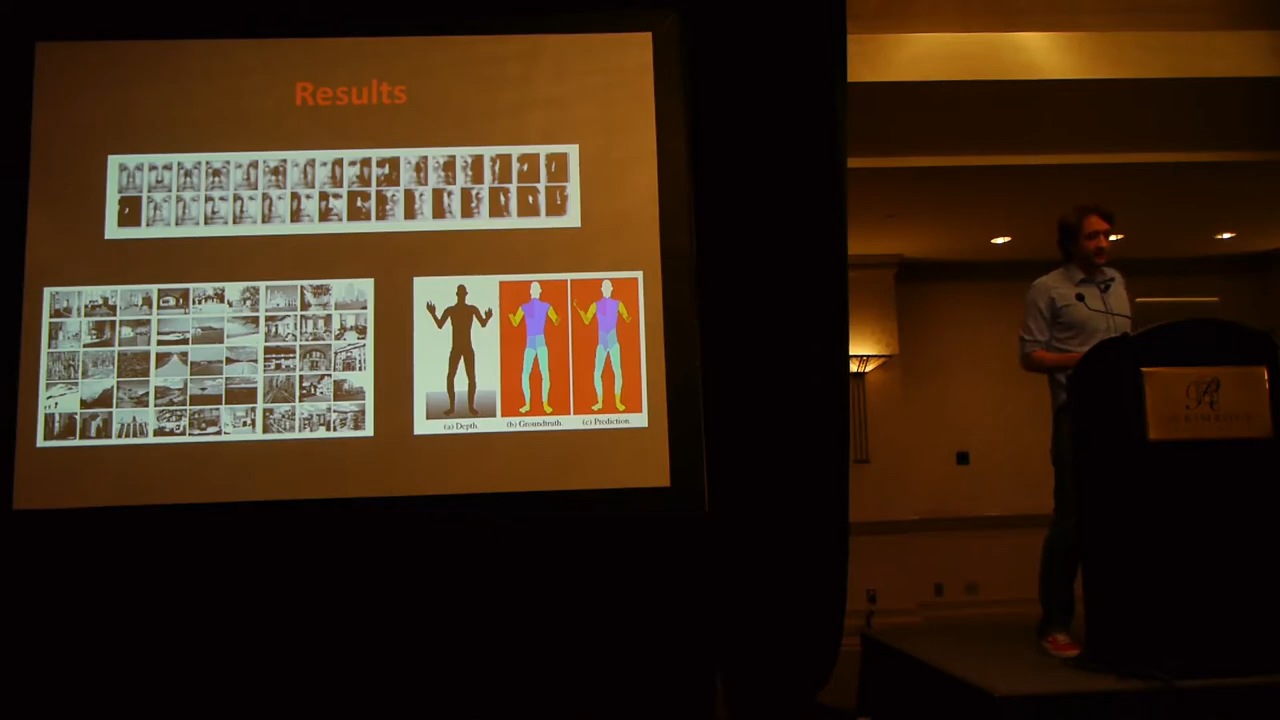 Results
(a) Depth.
(b) Groundtruth.
(c) Prediction.